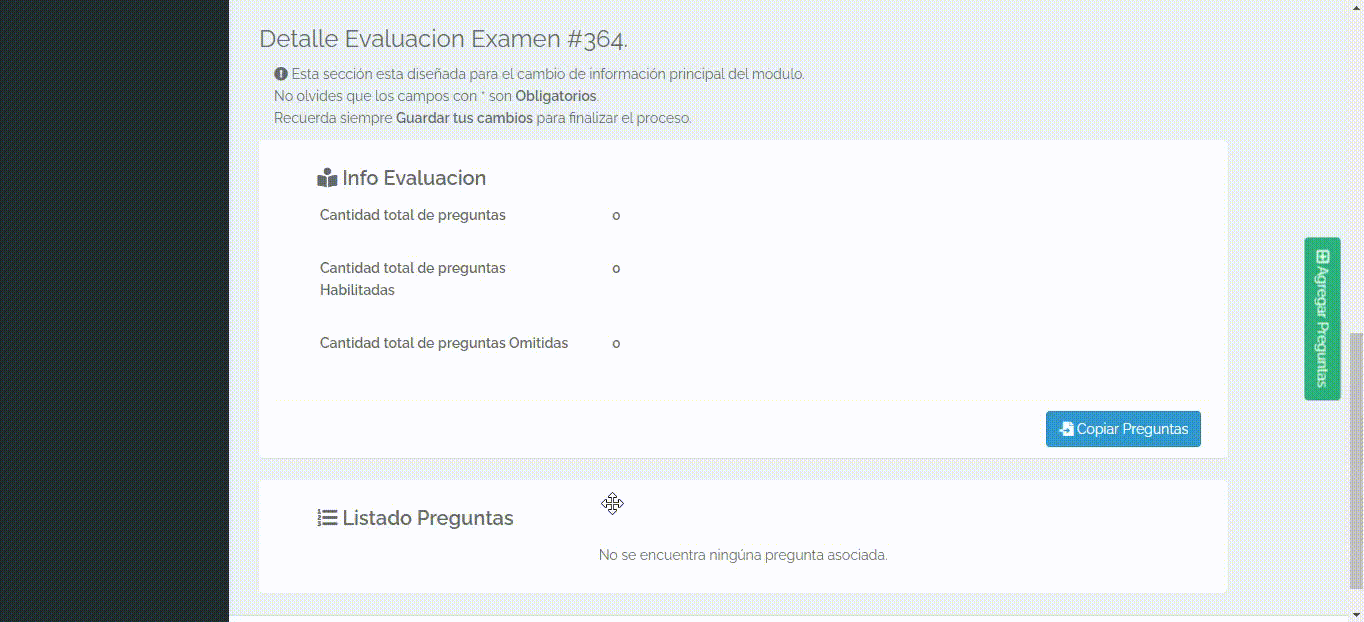 Detalle Evaluacion Examen #364.
Esta sección esta diseñada para el cambio de información principal del modulo.
No olvides que los campos con * son Obligatorios.
Recuerda siempre Guardar tus cambios para finalizar el proceso.
Info Evaluacion
Cantidad total de preguntas 0
Cantidad total de preguntas 0
Habilitadas
Cantidad total de preguntas Omitidas 0
Copiar Preguntas
Agregar Preguntas
Listado Preguntas
No se encuentra ningúna pregunta asociada.